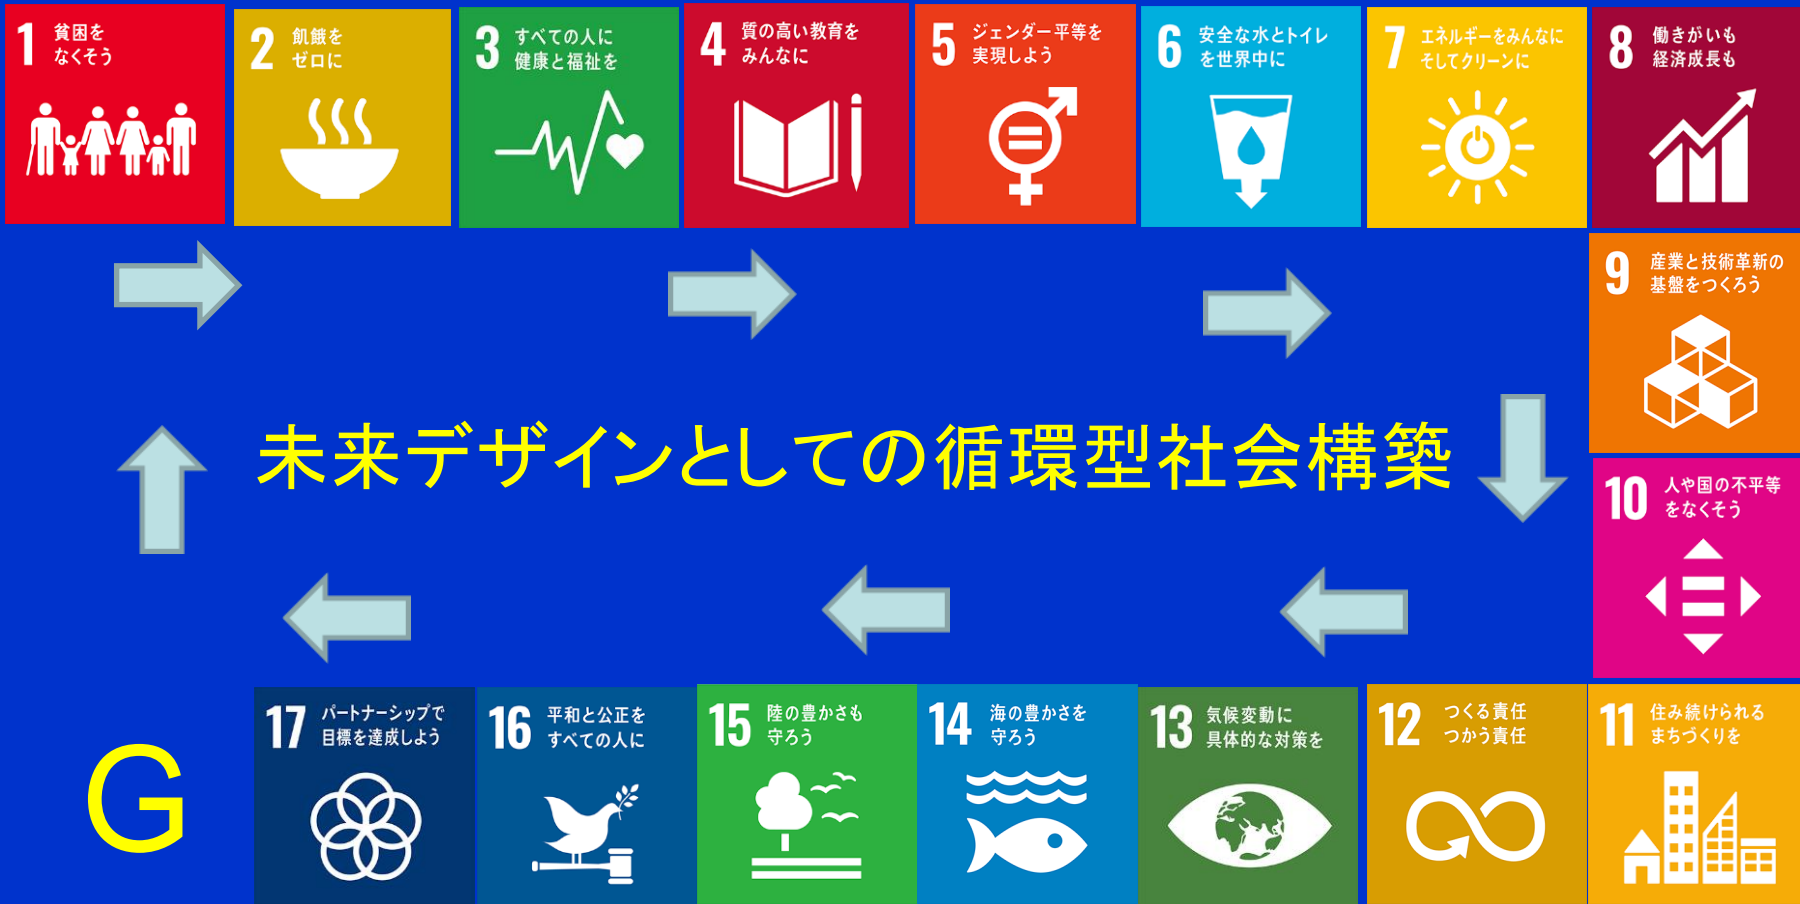 1 貧困を
なくそう
2 飢餓を
ゼロに
3 すべての人に
健康と福祉を
4 質の高い教育を
みんなに
5 ジェンダー平等を
実現しよう
6 安全な水とトイレ
を世界中に
7 エネルギーをみんなに
そしてクリーンに
8 働きがいも
経済成長も
9 産業と技術革新の
基盤をつくろう
10 人や国の不平等
をなくそう
未来デザインとしての循環型社会構築
11 住み続けられる
まちづくりを
12 つくる責任
つかう責任
13 気候変動に
具体的な対策を
14 海の豊かさを
守ろう
15 陸の豊かさも
守ろう
16 平和と公正を
すべての人に
17 パートナーシップで
目標を達成しよう
G